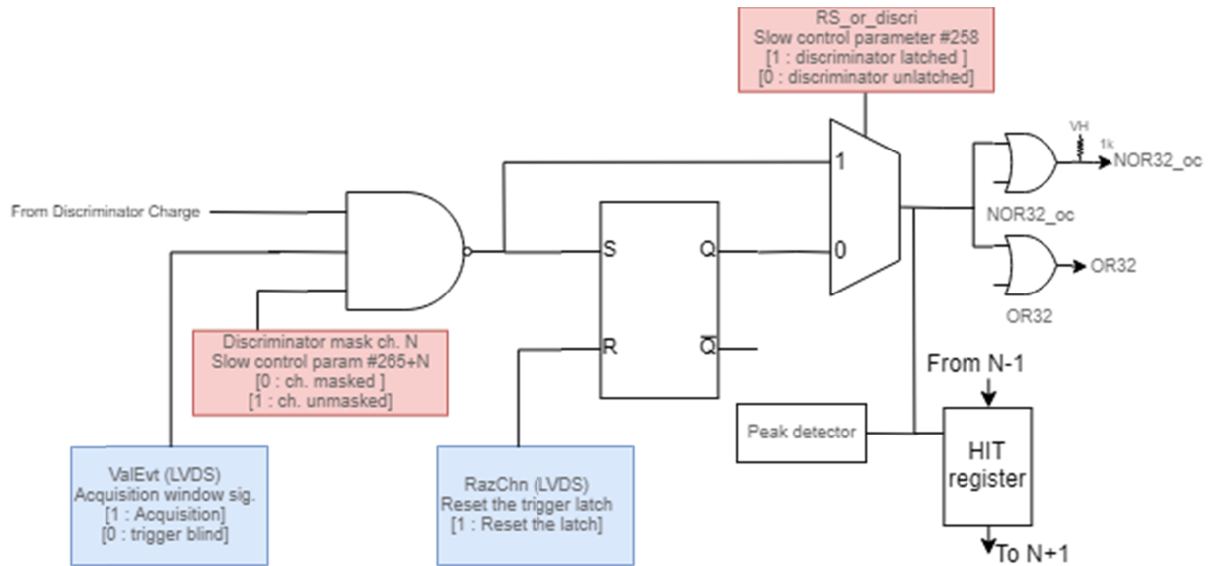 RS_or_discri
Slow control parameter #258
[1 : discriminator latched ]
[0 : discriminator unlatched]
VH
1k
NOR32_oc
1
NOR32_oc
From Discriminator Charge
S
Q
0
OR32
OR32
Discriminator mask ch. N
Slow control param #265+N
[0 : ch. masked ]
[1 : ch. unmasked]
R
Q̅
From N-1
Peak detector
HIT
register
ValEvt (LVDS)
Acquisition window sig.
[1 : Acquisition]
[0 : trigger blind]
RazChn (LVDS)
Reset the trigger latch
[1 : Reset the latch]
To N+1